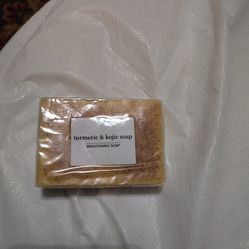 turmeric & kojic soap
BRIGHTENING SOAP